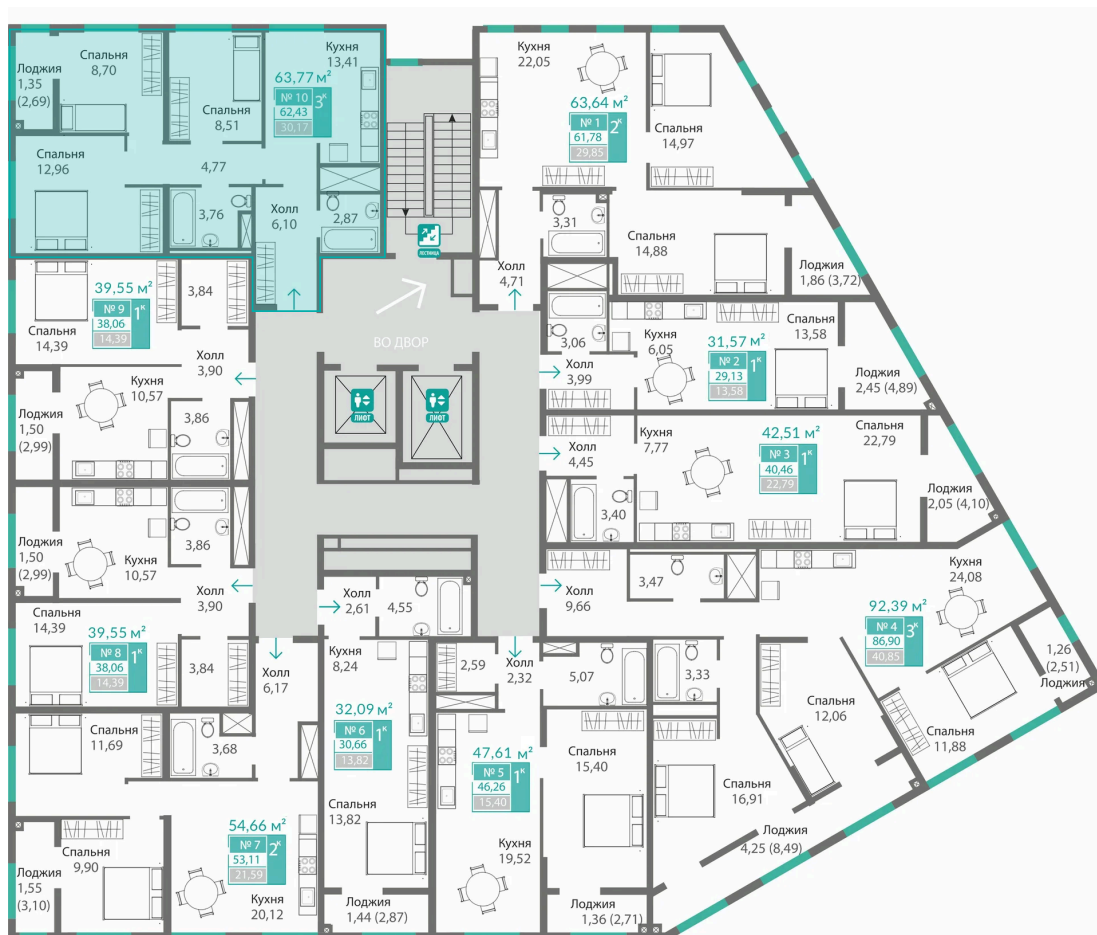 Лоджия
1,35
(2,69)
Спальня
8,70
Спальня
8,51
Кухня
13,41
63,77 м²
№ 10
62,43
30,17
3к
Спальня
12,96
4,77
3,76
Холл
6,10
2,87
ЛЕСТНИЦА
ВО ДВОР
ЛИФТ
ЛИФТ
Кухня
22,05
63,64 м²
№ 1
61,78
29,85
2к
14,97
Спальня
3,31
Спальня
14,88
Холл
4,71
Лоджия
1,86 (3,72)
3,06
Кухня
6,05
31,57 м²
№ 2
29,13
13,58
1к
Спальня
13,58
Холл
3,99
Лоджия
2,45 (4,89)
Холл
4,45
Кухня
7,77
42,51 м²
№ 3
40,46
22,79
1к
Спальня
22,79
3,40
Лоджия
2,05 (4,10)
3,47
Холл
9,66
Кухня
24,08
92,39 м²
№ 4
86,90
40,85
3к
1,26
(2,51)
Лоджия
3,33
Спальня
12,06
Спальня
11,88
Спальня
16,91
Лоджия
4,25 (8,49)
39,55 м²
№ 9
38,06
14,39
1к
3,84
Спальня
14,39
Холл
3,90
Кухня
10,57
Лоджия
1,50
(2,99)
3,86
3,86
Лоджия
1,50
(2,99)
Кухня
10,57
Холл
3,90
Спальня
14,39
39,55 м²
№ 8
38,06
14,39
1к
3,84
Холл
6,17
Спальня
11,69
3,68
54,66 м²
№ 7
53,11
21,59
2к
Спальня
9,90
Лоджия
1,55
(3,10)
Кухня
20,12
Холл
2,61
4,55
Кухня
8,24
32,09 м²
№ 6
30,66
13,82
1к
Спальня
13,82
Лоджия
1,44 (2,87)
2,59
Холл
2,32
5,07
47,61 м²
№ 5
46,26
15,40
1к
Спальня
15,40
Кухня
19,52
Лоджия
1,36 (2,71)